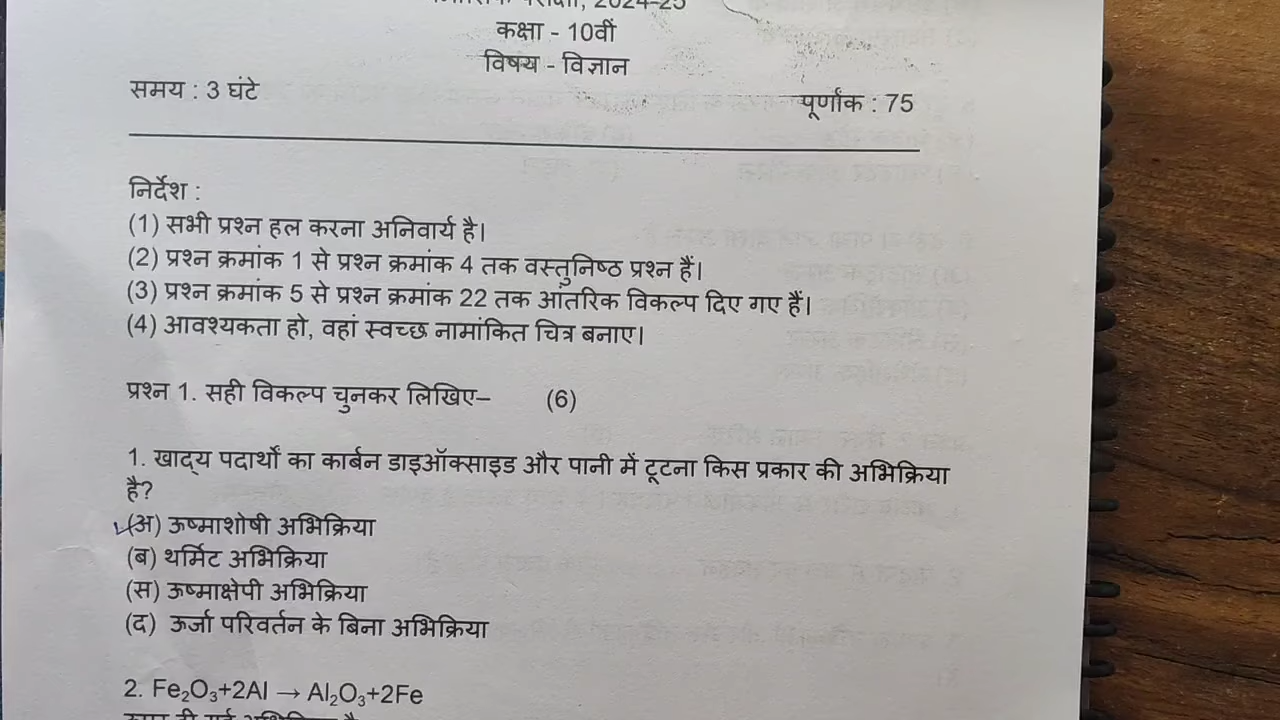 परीक्षा, 2024-25
कक्षा - 10वीं
विषय - विज्ञान
समय : 3 घंटे
पूर्णांक : 75
निर्देश :
(1) सभी प्रश्न हल करना अनिवार्य है।
(2) प्रश्न क्रमांक 1 से प्रश्न क्रमांक 4 तक वस्तुनिष्ठ प्रश्न हैं।
(3) प्रश्न क्रमांक 5 से प्रश्न क्रमांक 22 तक आंतरिक विकल्प दिए गए हैं।
(4) आवश्यकता हो, वहां स्वच्छ नामांकित चित्र बनाए।
प्रश्न 1. सही विकल्प चुनकर लिखिए– (6)
1. खाद्य पदार्थों का कार्बन डाइऑक्साइड और पानी में टूटना किस प्रकार की अभिक्रिया
है?
(अ) ऊष्माशोषी अभिक्रिया
(ब) थर्मिट अभिक्रिया
(स) ऊष्माक्षेपी अभिक्रिया
(द) ऊर्जा परिवर्तन के बिना अभिक्रिया
2. Fe₂O₃+2Al → Al₂O₃+2Fe